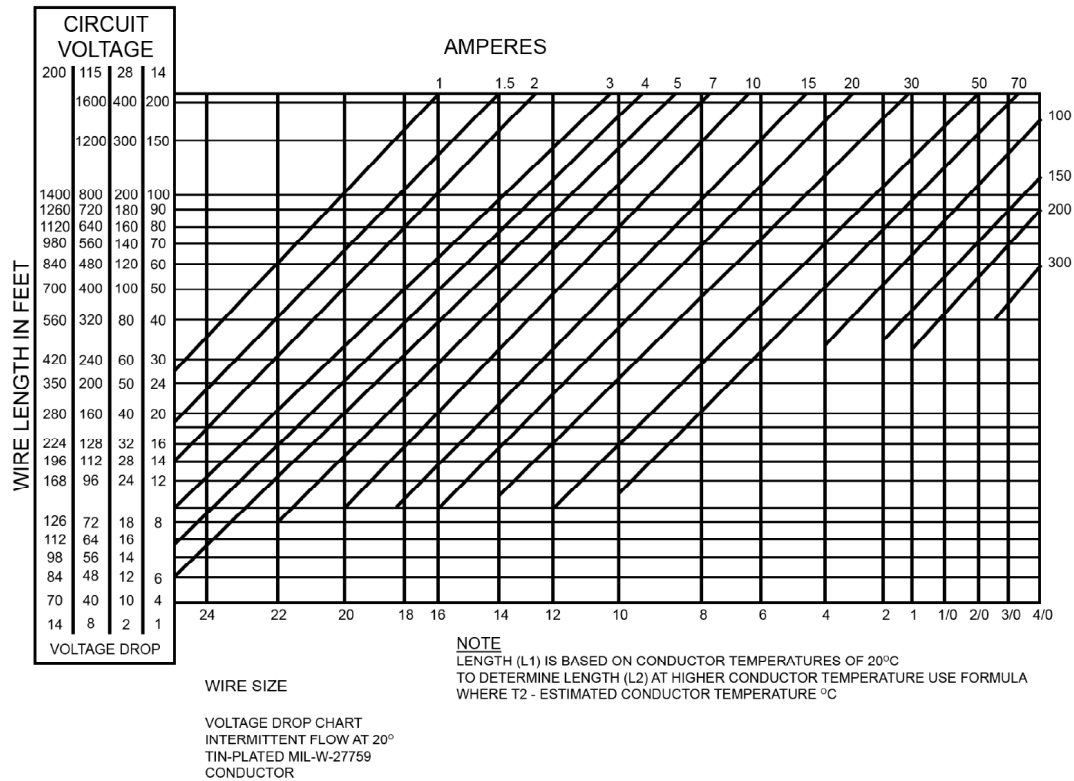 CIRCUIT
VOLTAGE
AMPERES
200 115 28 14
1 1.5 2 3 4 5 7 10 15 20 30 50 70
1600 400 200
100
1200 300 150
150
1400 800 200 100
1260 720 180 90
200
1120 640 160 80
980 560 140 70
840 480 120 60
300
700 400 100 50
560 320 80 40
420 240 60 30
350 200 50 24
280 160 40 20
224 128 32 16
196 112 28 14
168 96 24 12
126 72 18 8
112 64 16
98 56 14
84 48 12 6
70 40 10 4
14 8 2 1
WIRE LENGTH IN FEET
VOLTAGE DROP
24 22 20 18 16 14 12 10 8 6 4 2 1 1/0 2/0 3/0 4/0
NOTE
LENGTH (L1) IS BASED ON CONDUCTOR TEMPERATURES OF 20ºC
TO DETERMINE LENGTH (L2) AT HIGHER CONDUCTOR TEMPERATURE USE FORMULA
WHERE T2 - ESTIMATED CONDUCTOR TEMPERATURE ºC
WIRE SIZE
VOLTAGE DROP CHART
INTERMITTENT FLOW AT 20º
TIN-PLATED MIL-W-27759
CONDUCTOR